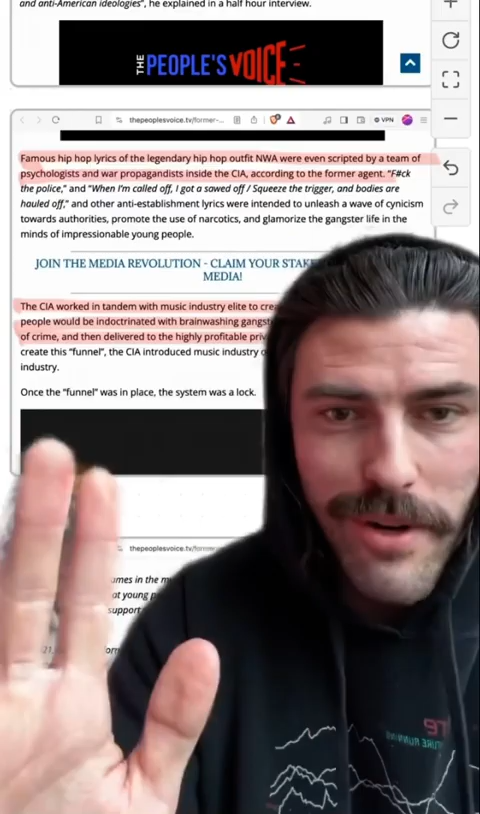 and anti-American ideologies", he explained in a half hour interview.
THE PEOPLE'S VOICE
thepeoplesvoice.tv/former-...
VPN
Famous hip hop lyrics of the legendary hip hop outfit NWA were even scripted by a team of
psychologists and war propagandists inside the CIA, according to the former agent. "F#ck
the police," and "When I'm called off, I got a sawed off / Squeeze the trigger, and bodies are
hauled off," and other anti-establishment lyrics were intended to unleash a wave of cynicism
towards authorities, promote the use of narcotics, and glamorize the gangster life in the
minds of impressionable young people.
JOIN THE MEDIA REVOLUTION - CLAIM YOUR STAKE
MEDIA!
The CIA worked in tandem with music industry elite to
people would be indoctrinated with brainwashing
of crime, and then delivered to the highly profitable
create this "funnel", the CIA introduced music industry
industry.
Once the "funnel" was in place, the system was a lock.
thepeoplesvoice.tv/former-
in the
at young
support